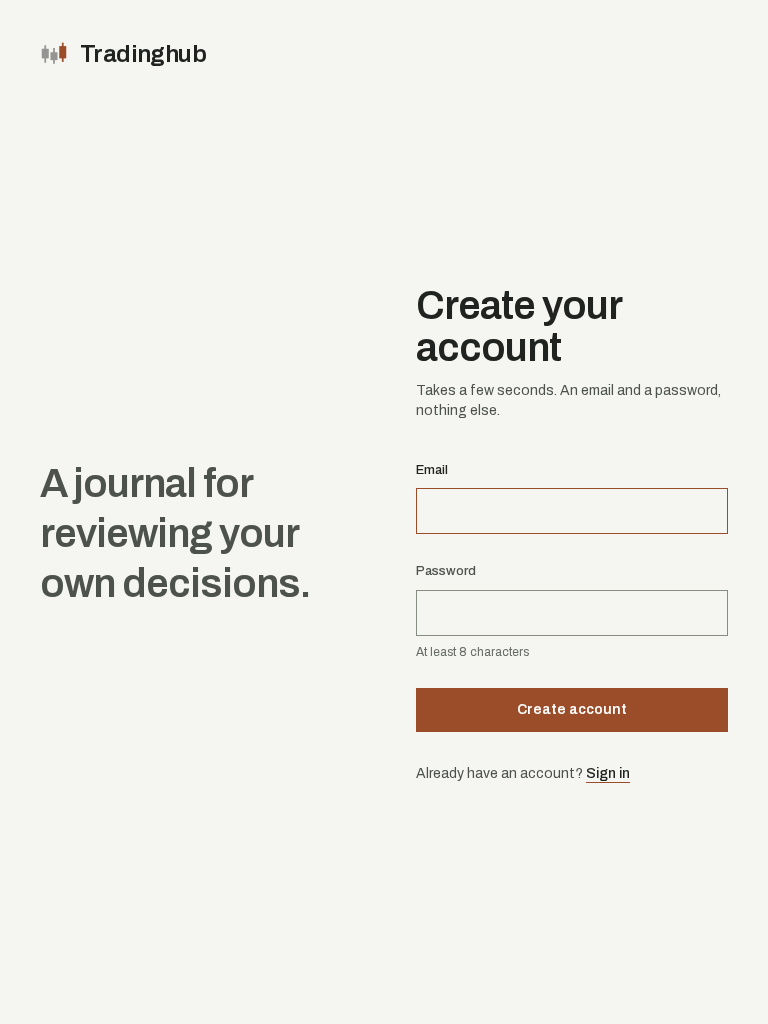 Tradinghub
A journal for
reviewing your
own decisions.
Create your
account
Takes a few seconds. An email and a password,
nothing else.
Email
Password
At least 8 characters
Create account
Already have an account? Sign in